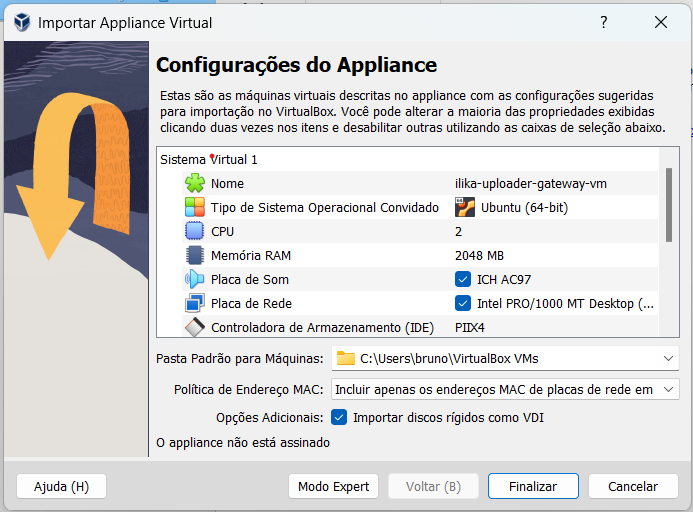 Importar Appliance Virtual
?
Configurações do Appliance
Estas são as máquinas virtuais descritas no appliance com as configurações sugeridas
para importação no VirtualBox. Você pode alterar a maioria das propriedades exibidas
clicando duas vezes nos itens e desabilitar outras utilizando as caixas de seleção abaixo.
Sistema Virtual 1
Nome ilika-uploader-gateway-vm
Tipo de Sistema Operacional Convidado Ubuntu (64-bit)
CPU 2
Memória RAM 2048 MB
Placa de Som ICH AC97
Placa de Rede Intel PRO/1000 MT Desktop (...
Controladora de Armazenamento (IDE) PIIX4
Pasta Padrão para Máquinas: C:\Users\bruno\VirtualBox VMs
Política de Endereço MAC: Incluir apenas os endereços MAC de placas de rede em
Opções Adicionais: Importar discos rígidos como VDI
O appliance não está assinado
Ajuda (H) Modo Expert Voltar (B) Finalizar Cancelar